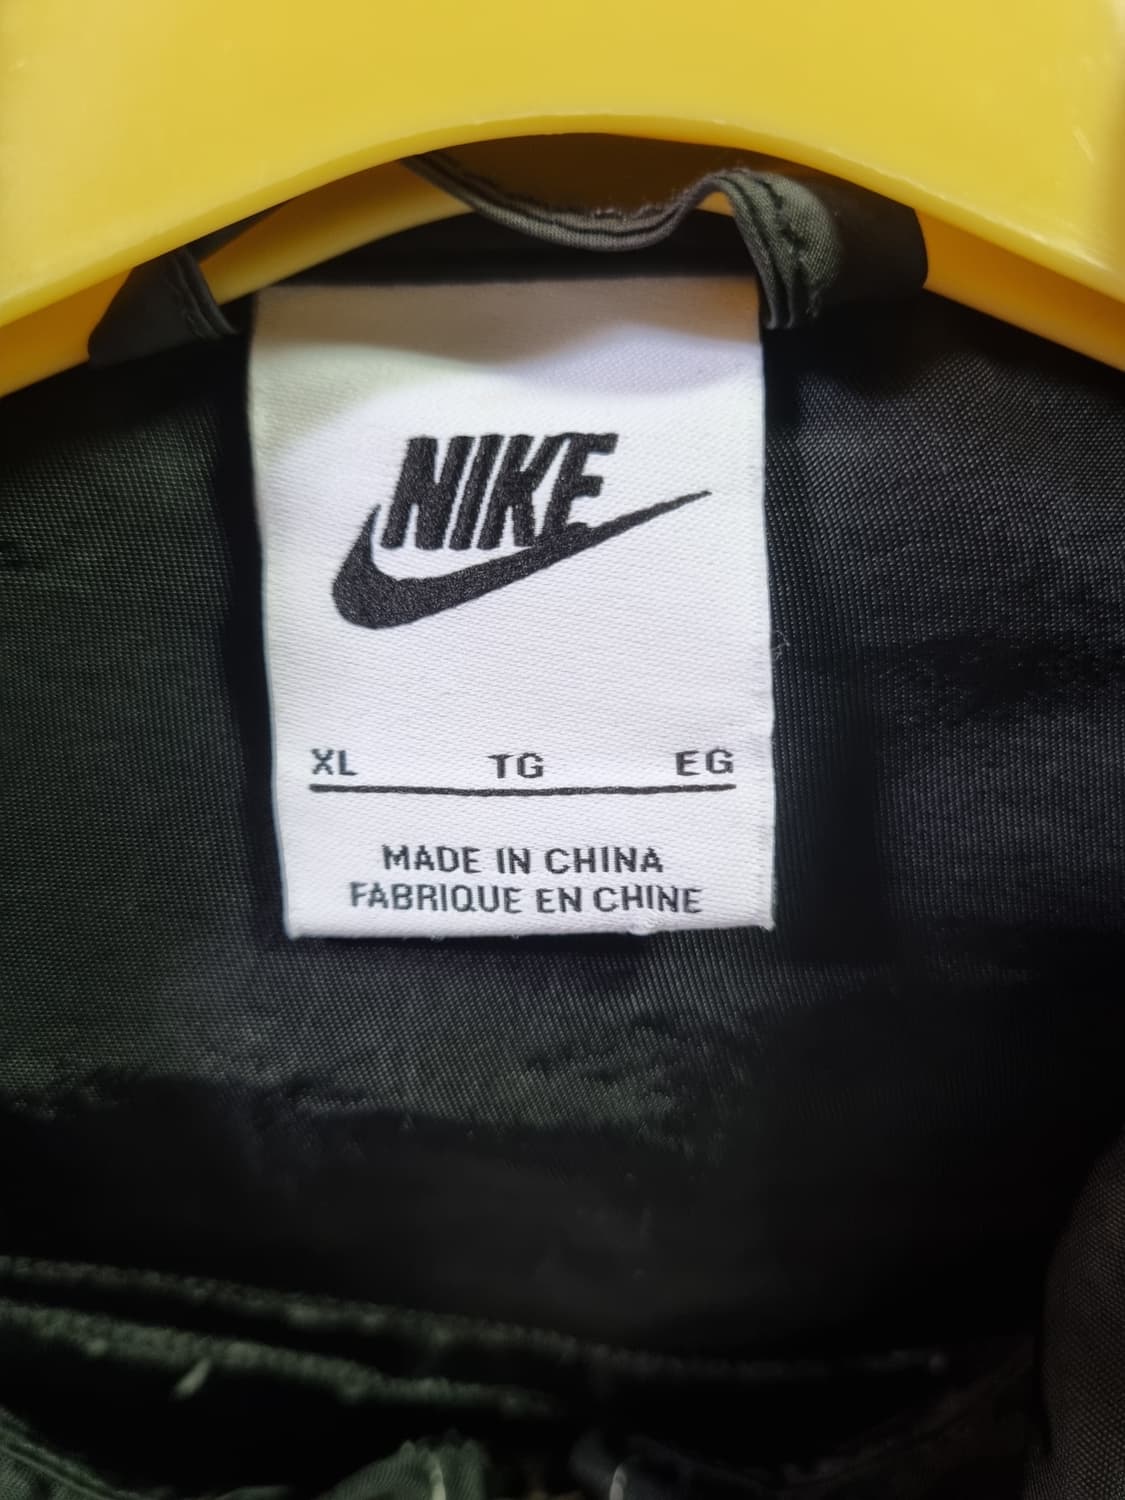 NIKE
XL TG EG
MADE IN CHINA
FABRIQUE EN CHINE